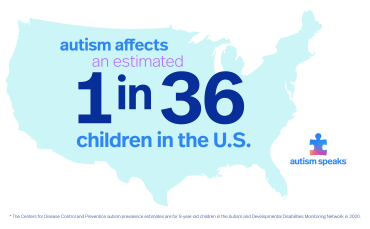 autism affects
an estimated
1 in 36
children in the U.S.
autism speaks
* The Centers for Disease Control and Prevention autism prevalence estimates are for 8-year-old children in the Autism and Developmental Disabilities Monitoring Network in 2020.